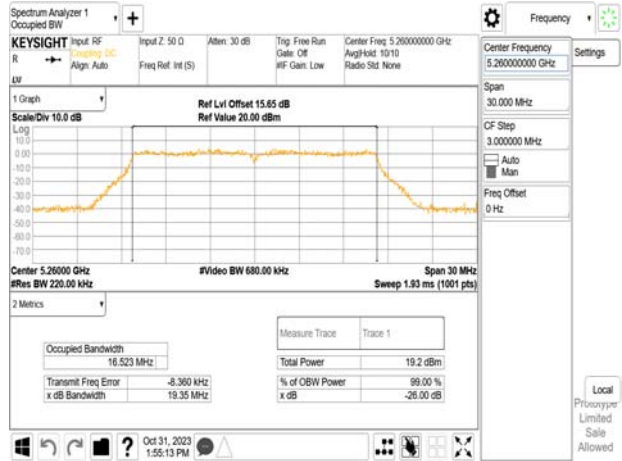 Spectrum Analyzer 1
Occupied BW
Frequency
KEYSIGHT
Input: RF
Coupling: DC
Align: Auto
Input Z: 50 Ω
Freq Ref: Int (S)
Atten: 30 dB
Trig: Free Run
Gate: Off
#IF Gain: Low
Center Freq: 5.260000000 GHz
Avg|Hold: 10/10
Radio Std: None
R
LVI
Center Frequency
5.260000000 GHz
Settings
Span
30.000 MHz
CF Step
3.000000 MHz
Auto
Man
Freq Offset
0 Hz
1 Graph
Scale/Div 10.0 dB
Ref Lvl Offset 15.65 dB
Ref Value 20.00 dBm
Log
10.0
0.00
-10.0
-20.0
-30.0
-40.0
-50.0
-60.0
-70.0
Center 5.26000 GHz
#Res BW 220.00 kHz
#Video BW 680.00 kHz
Span 30 MHz
Sweep 1.93 ms (1001 pts)
2 Metrics
Measure Trace Trace 1
Occupied Bandwidth
16.523 MHz
Total Power 19.2 dBm
Transmit Freq Error -8.360 kHz
% of OBW Power 99.00 %
x dB Bandwidth 19.35 MHz
x dB -26.00 dB
Local
Prototype
Limited
Sale
Allowed
Oct 31, 2023
1:55:13 PM